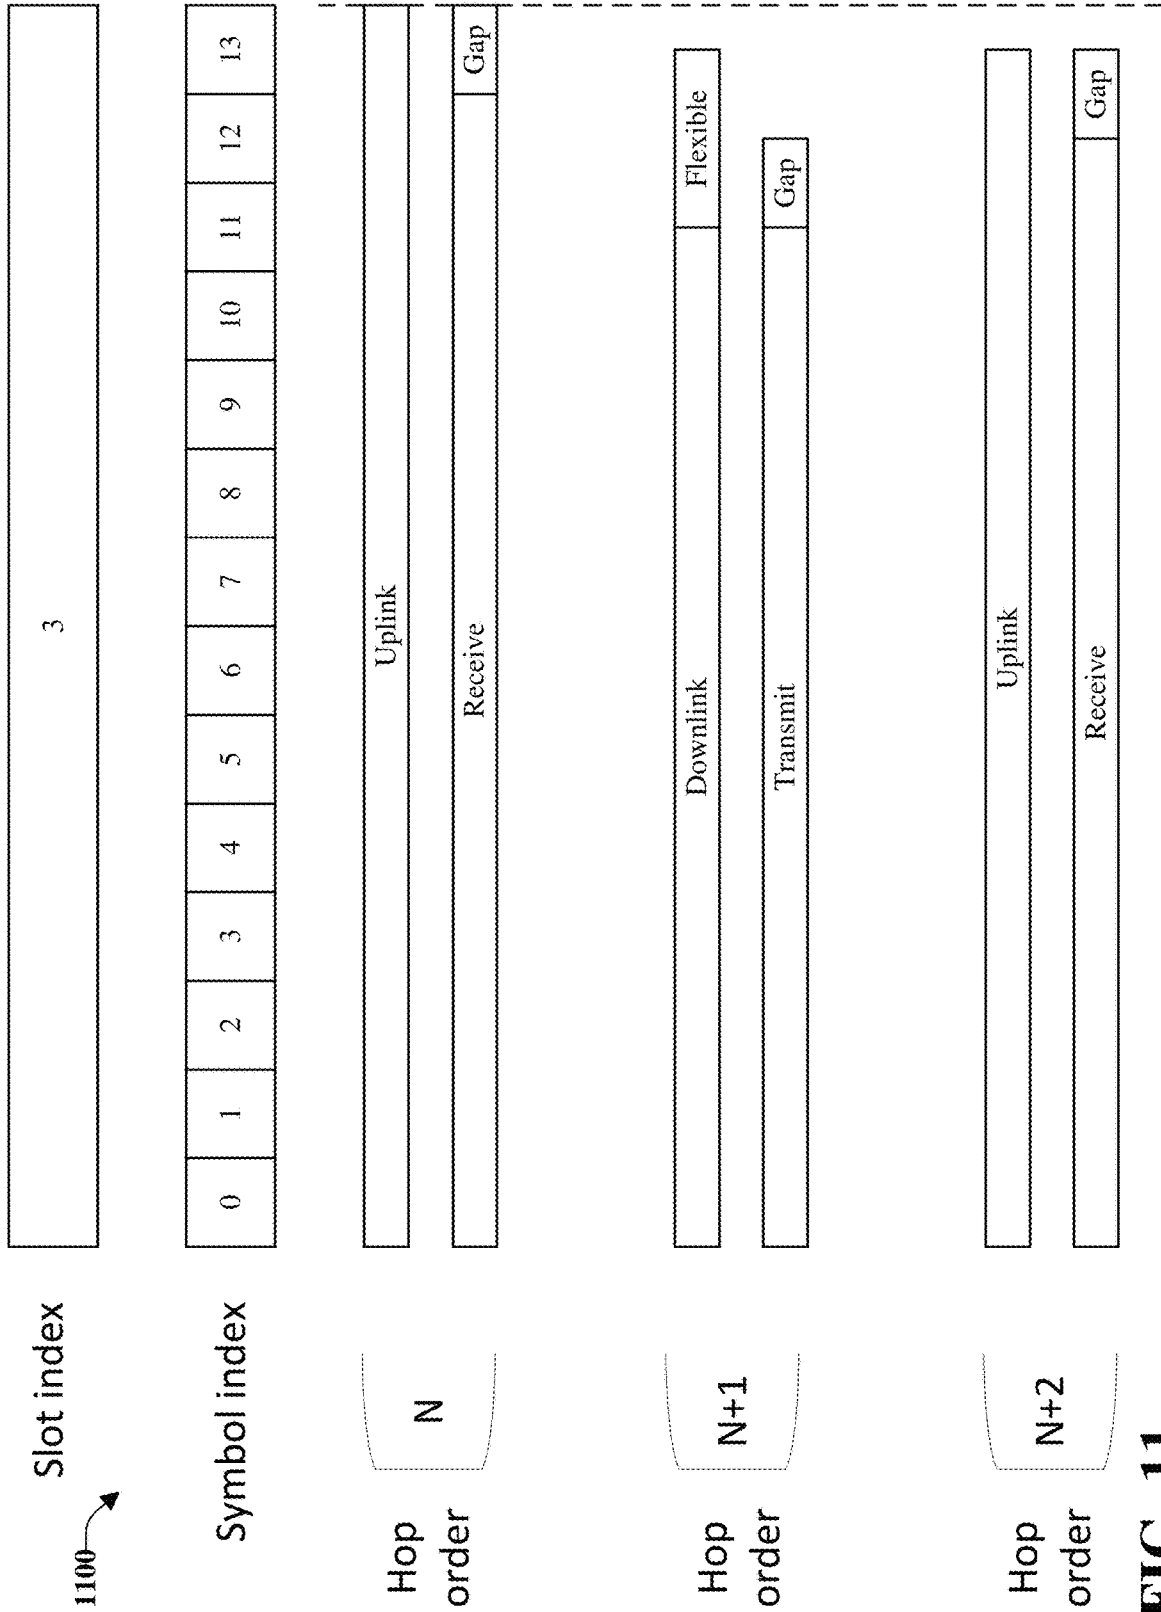 1100
Slot index
3
Symbol index
0 1 2 3 4 5 6 7 8 9 10 11 12 13
Hop order
N
Uplink
Receive
Gap
Hop order
N+1
Downlink
Flexible
Transmit
Gap
Hop order
N+2
Uplink
Receive
Gap
FIG. 11